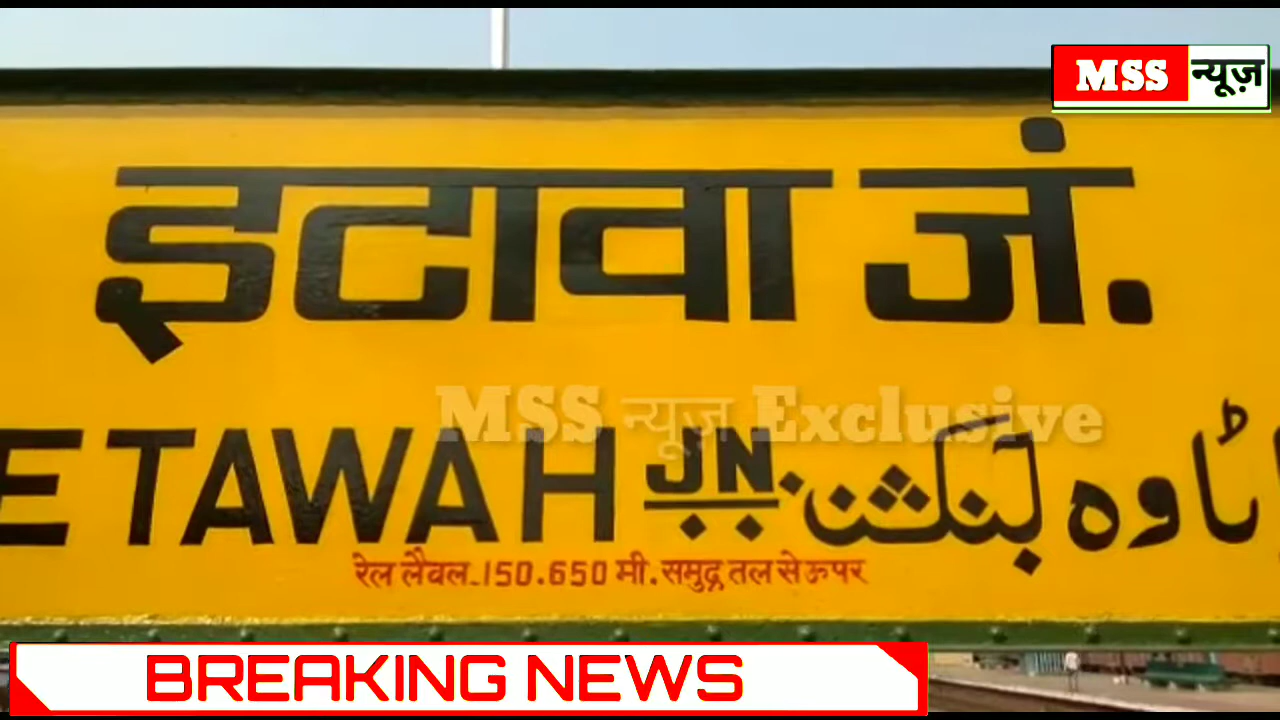 MSS न्यूज़
इटावा जं.
MSS न्यूज़ Exclusive
ETAWAH JN.
رेल लैवल-150.650 मी. समुद्र तल से ऊपर
BREAKING NEWS